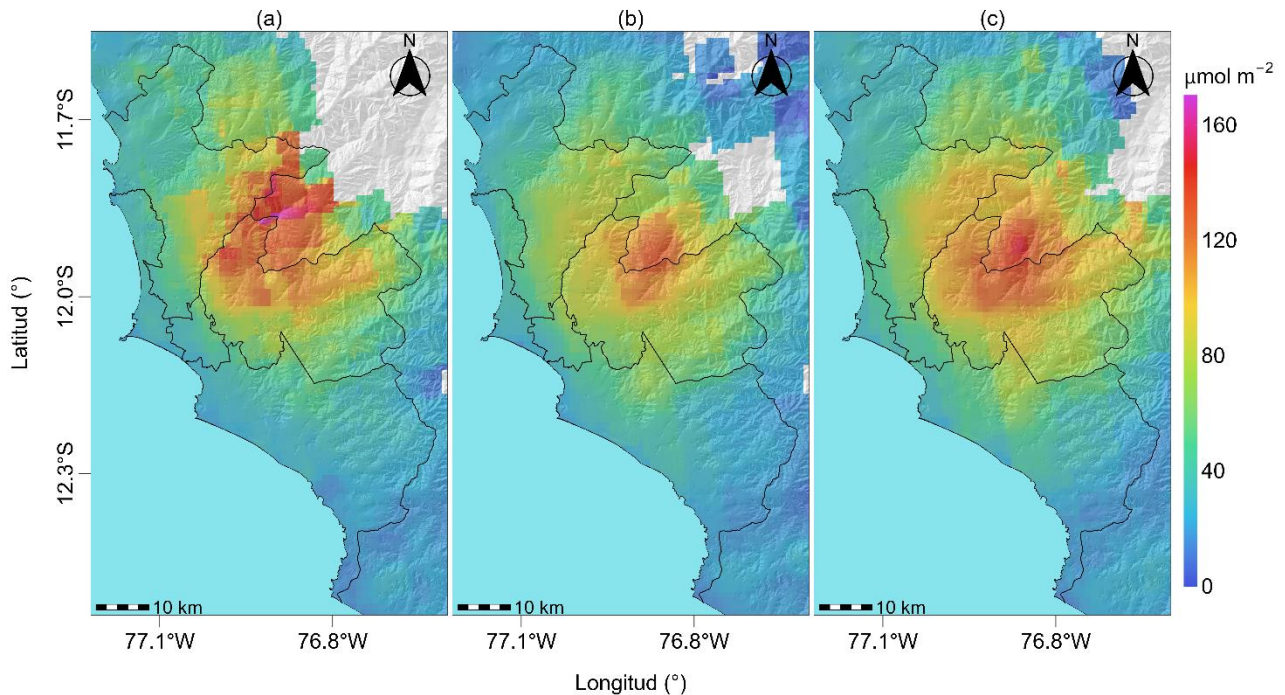 (a)
(b)
(c)
N
N
N
µmol m⁻²
11.7°S
160
120
12.0°S
80
40
12.3°S
0
Latitud (°)
10 km
10 km
10 km
77.1°W
76.8°W
77.1°W
76.8°W
77.1°W
76.8°W
Longitud (°)